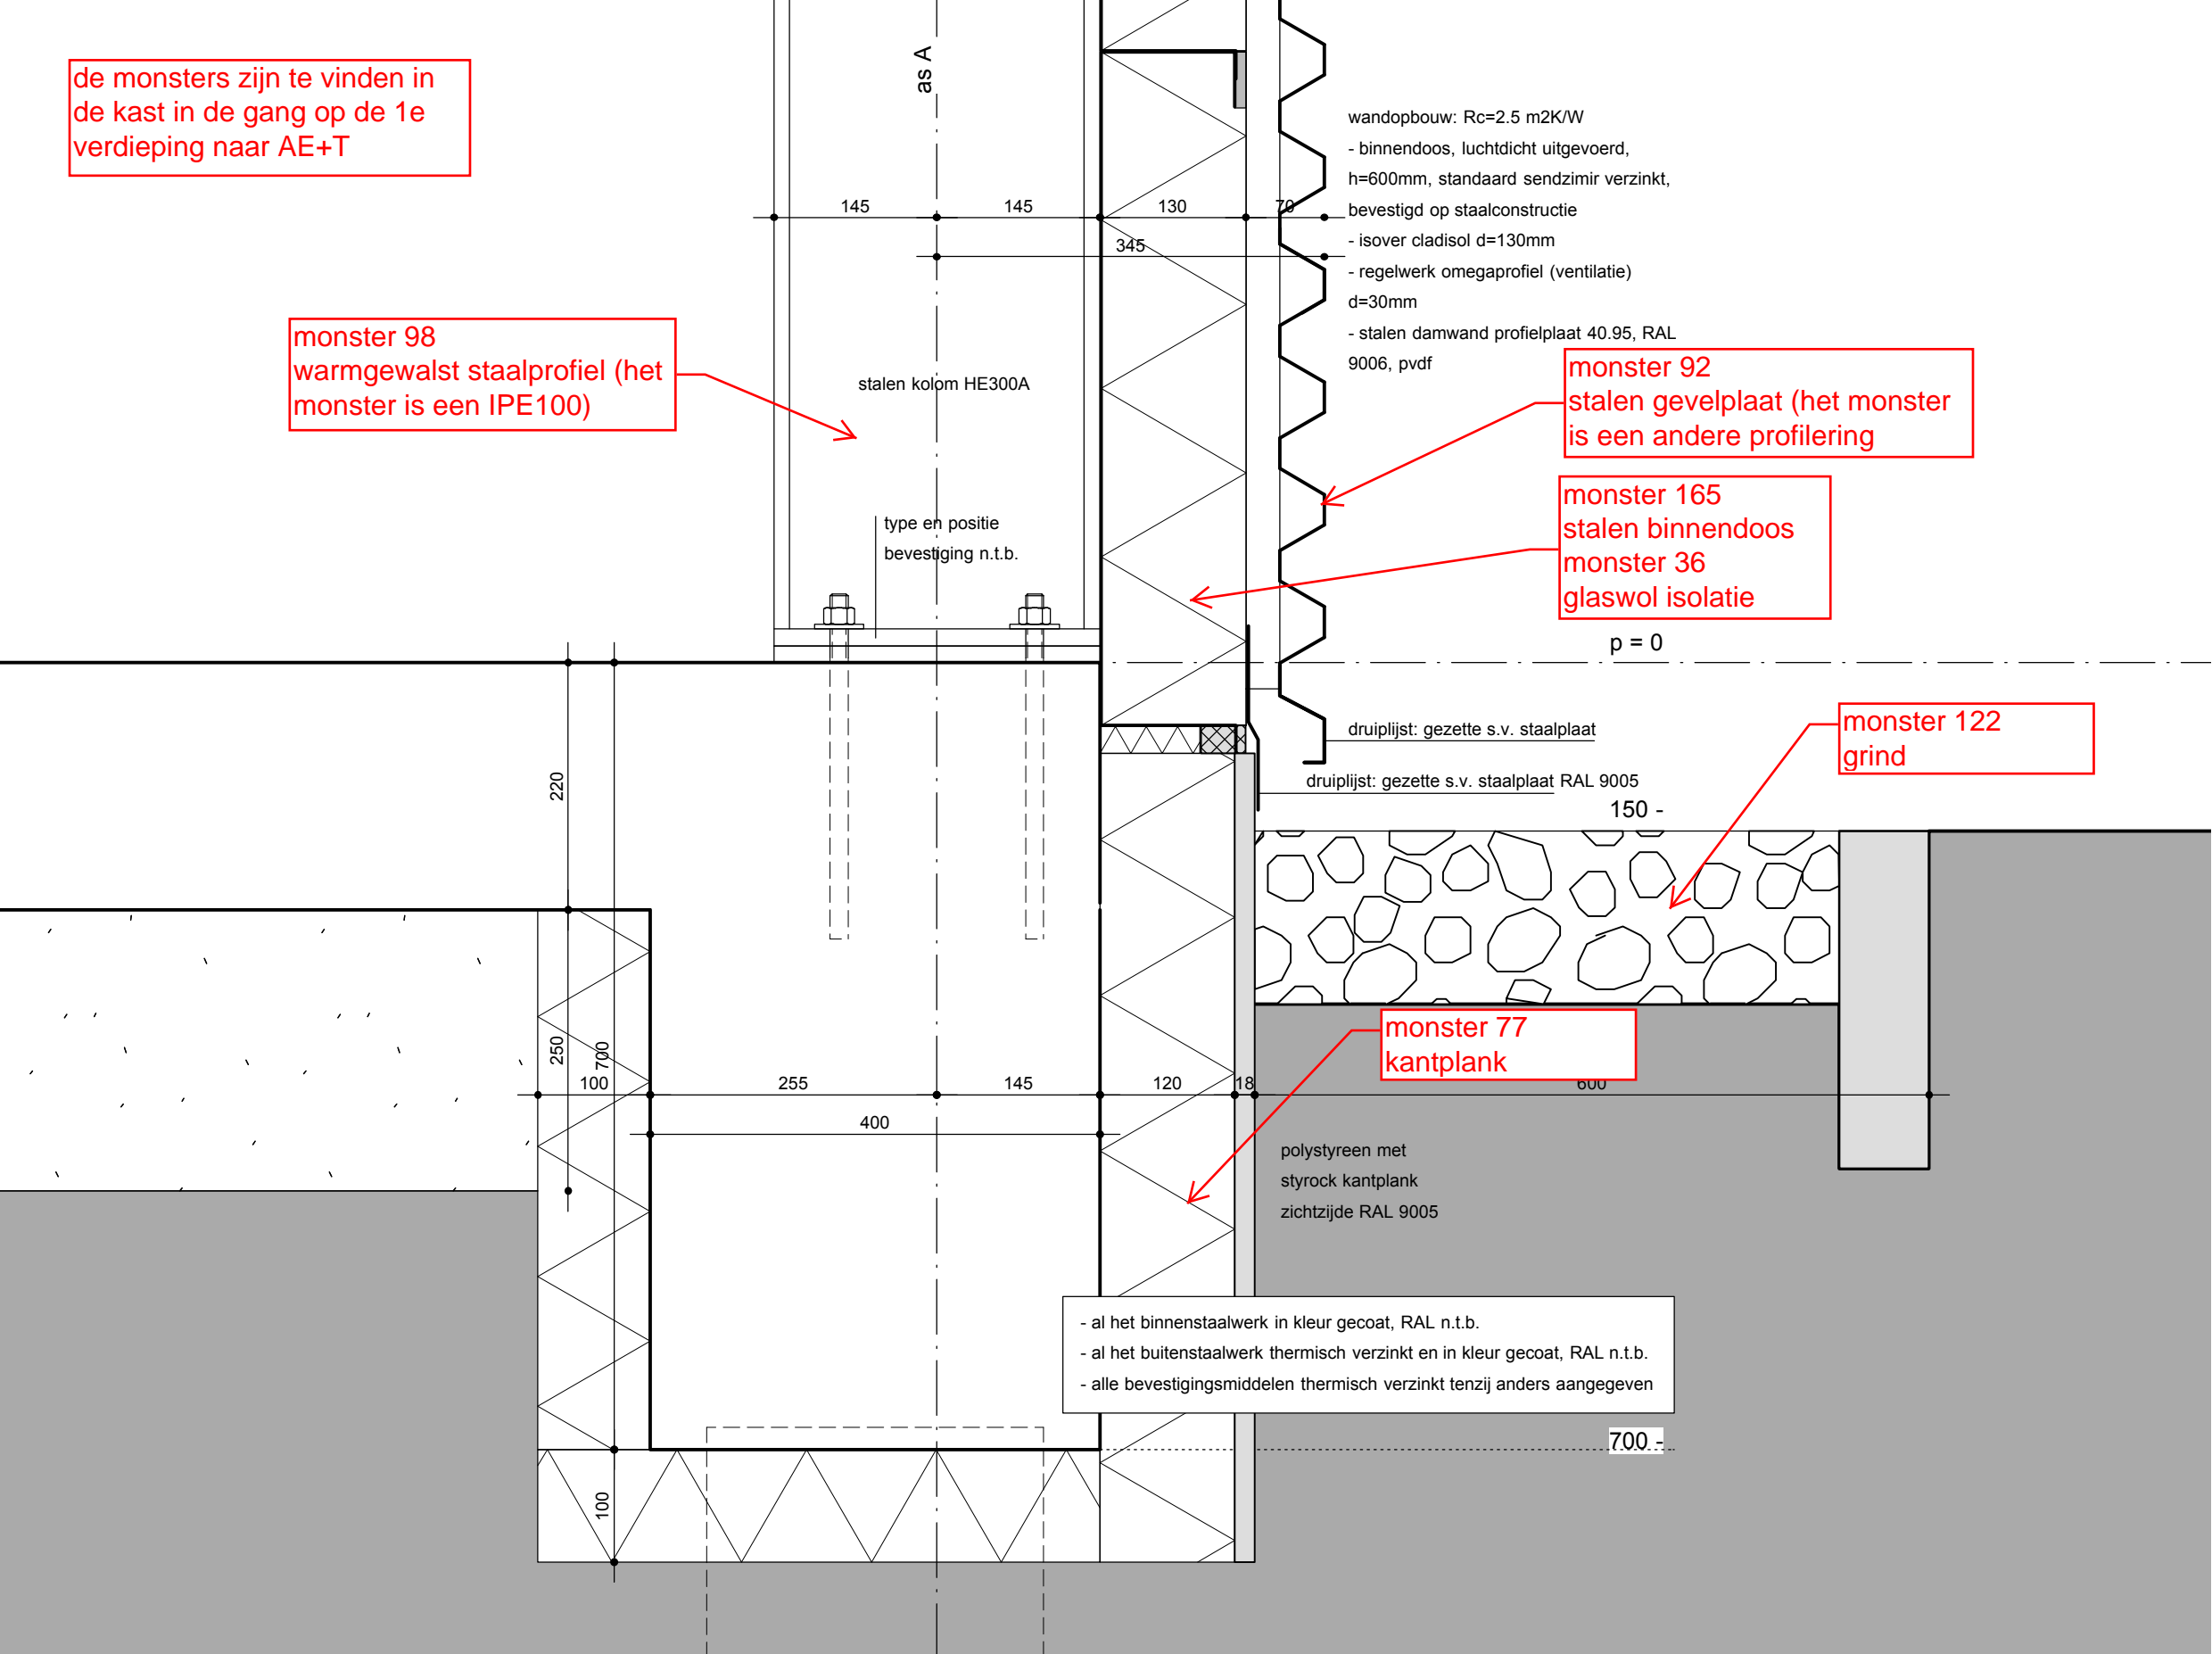 de monsters zijn te vinden in
de kast in de gang op de 1e
verdieping naar AE+T
as A
wandopbouw: Rc=2.5 m2K/W
- binnendoos, luchtdicht uitgevoerd,
h=600mm, standaard sendzimir verzinkt,
bevestigd op staalconstructie
- isover cladisol d=130mm
- regelwerk omegaprofiel (ventilatie)
d=30mm
- stalen damwand profielplaat 40.95, RAL
9006, pvdf
145
145
130
70
345
monster 98
warmgewalst staalprofiel (het
monster is een IPE100)
stalen kolom HE300A
monster 92
stalen gevelplaat (het monster
is een andere profilering
monster 165
stalen binnendoos
monster 36
glaswol isolatie
type en positie
bevestiging n.t.b.
p = 0
druiplijst: gezette s.v. staalplaat
druiplijst: gezette s.v. staalplaat RAL 9005
monster 122
grind
150 -
220
250
700
monster 77
kantplank
100
255
145
120
18
600
400
polystyreen met
styrock kantplank
zichtzijde RAL 9005
- al het binnenstaalwerk in kleur gecoat, RAL n.t.b.
- al het buitenstaalwerk thermisch verzinkt en in kleur gecoat, RAL n.t.b.
- alle bevestigingsmiddelen thermisch verzinkt tenzij anders aangegeven
700 -
100